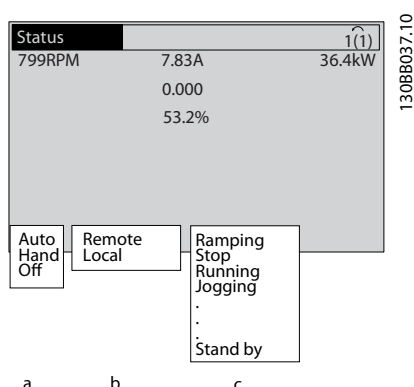 Status 1(1)
799RPM 7.83A 36.4kW
0.000
53.2%
Auto
Hand
Off
Remote
Local
Ramping
Stop
Running
Jogging
.
.
.
Stand by
a b c
130BB037.10